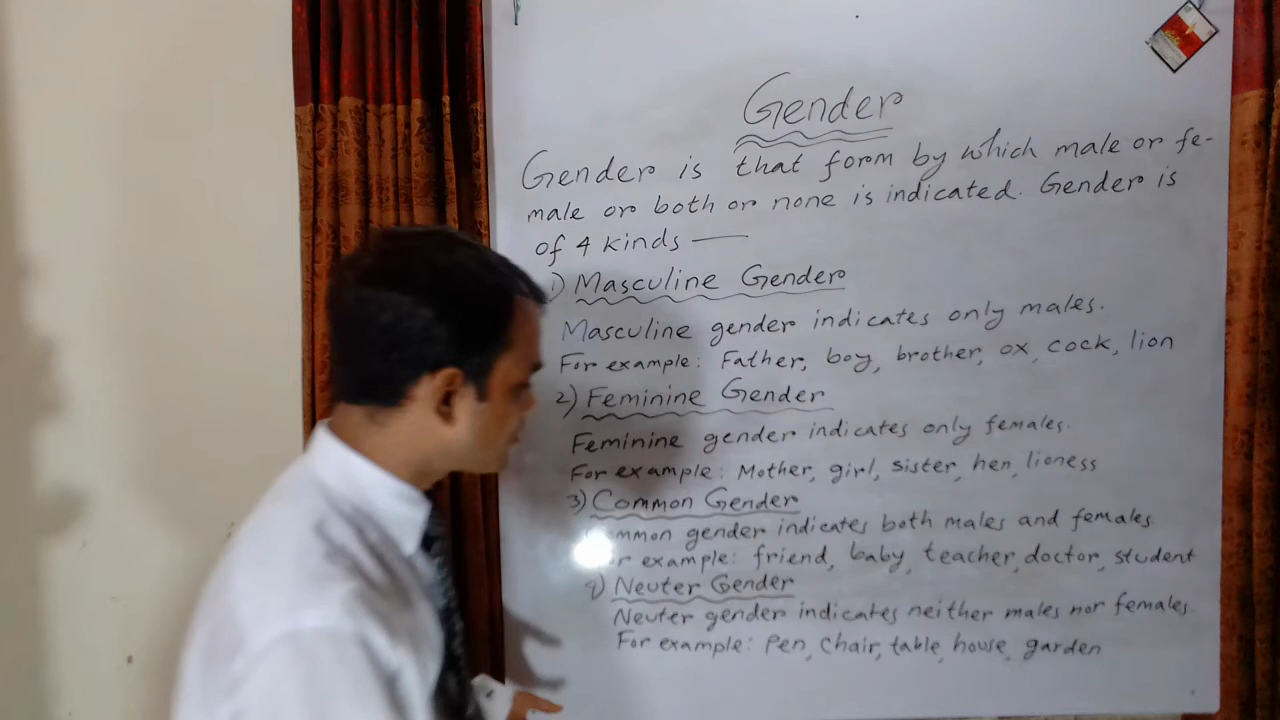 Gender
Gender is that form by which male or fe-
male or both or none is indicated. Gender is
of 4 kinds —
1) Masculine Gender
Masculine gender indicates only males.
For example: Father, boy, brother, ox, cock, lion
2) Feminine Gender
Feminine gender indicates only females.
For example: Mother, girl, sister, hen, lioness
3) Common Gender
mmon gender indicates both males and females.
or example: friend, baby, teacher, doctor, student
4) Neuter Gender
Neuter gender indicates neither males nor females.
For example: Pen, Chair, table, house, garden